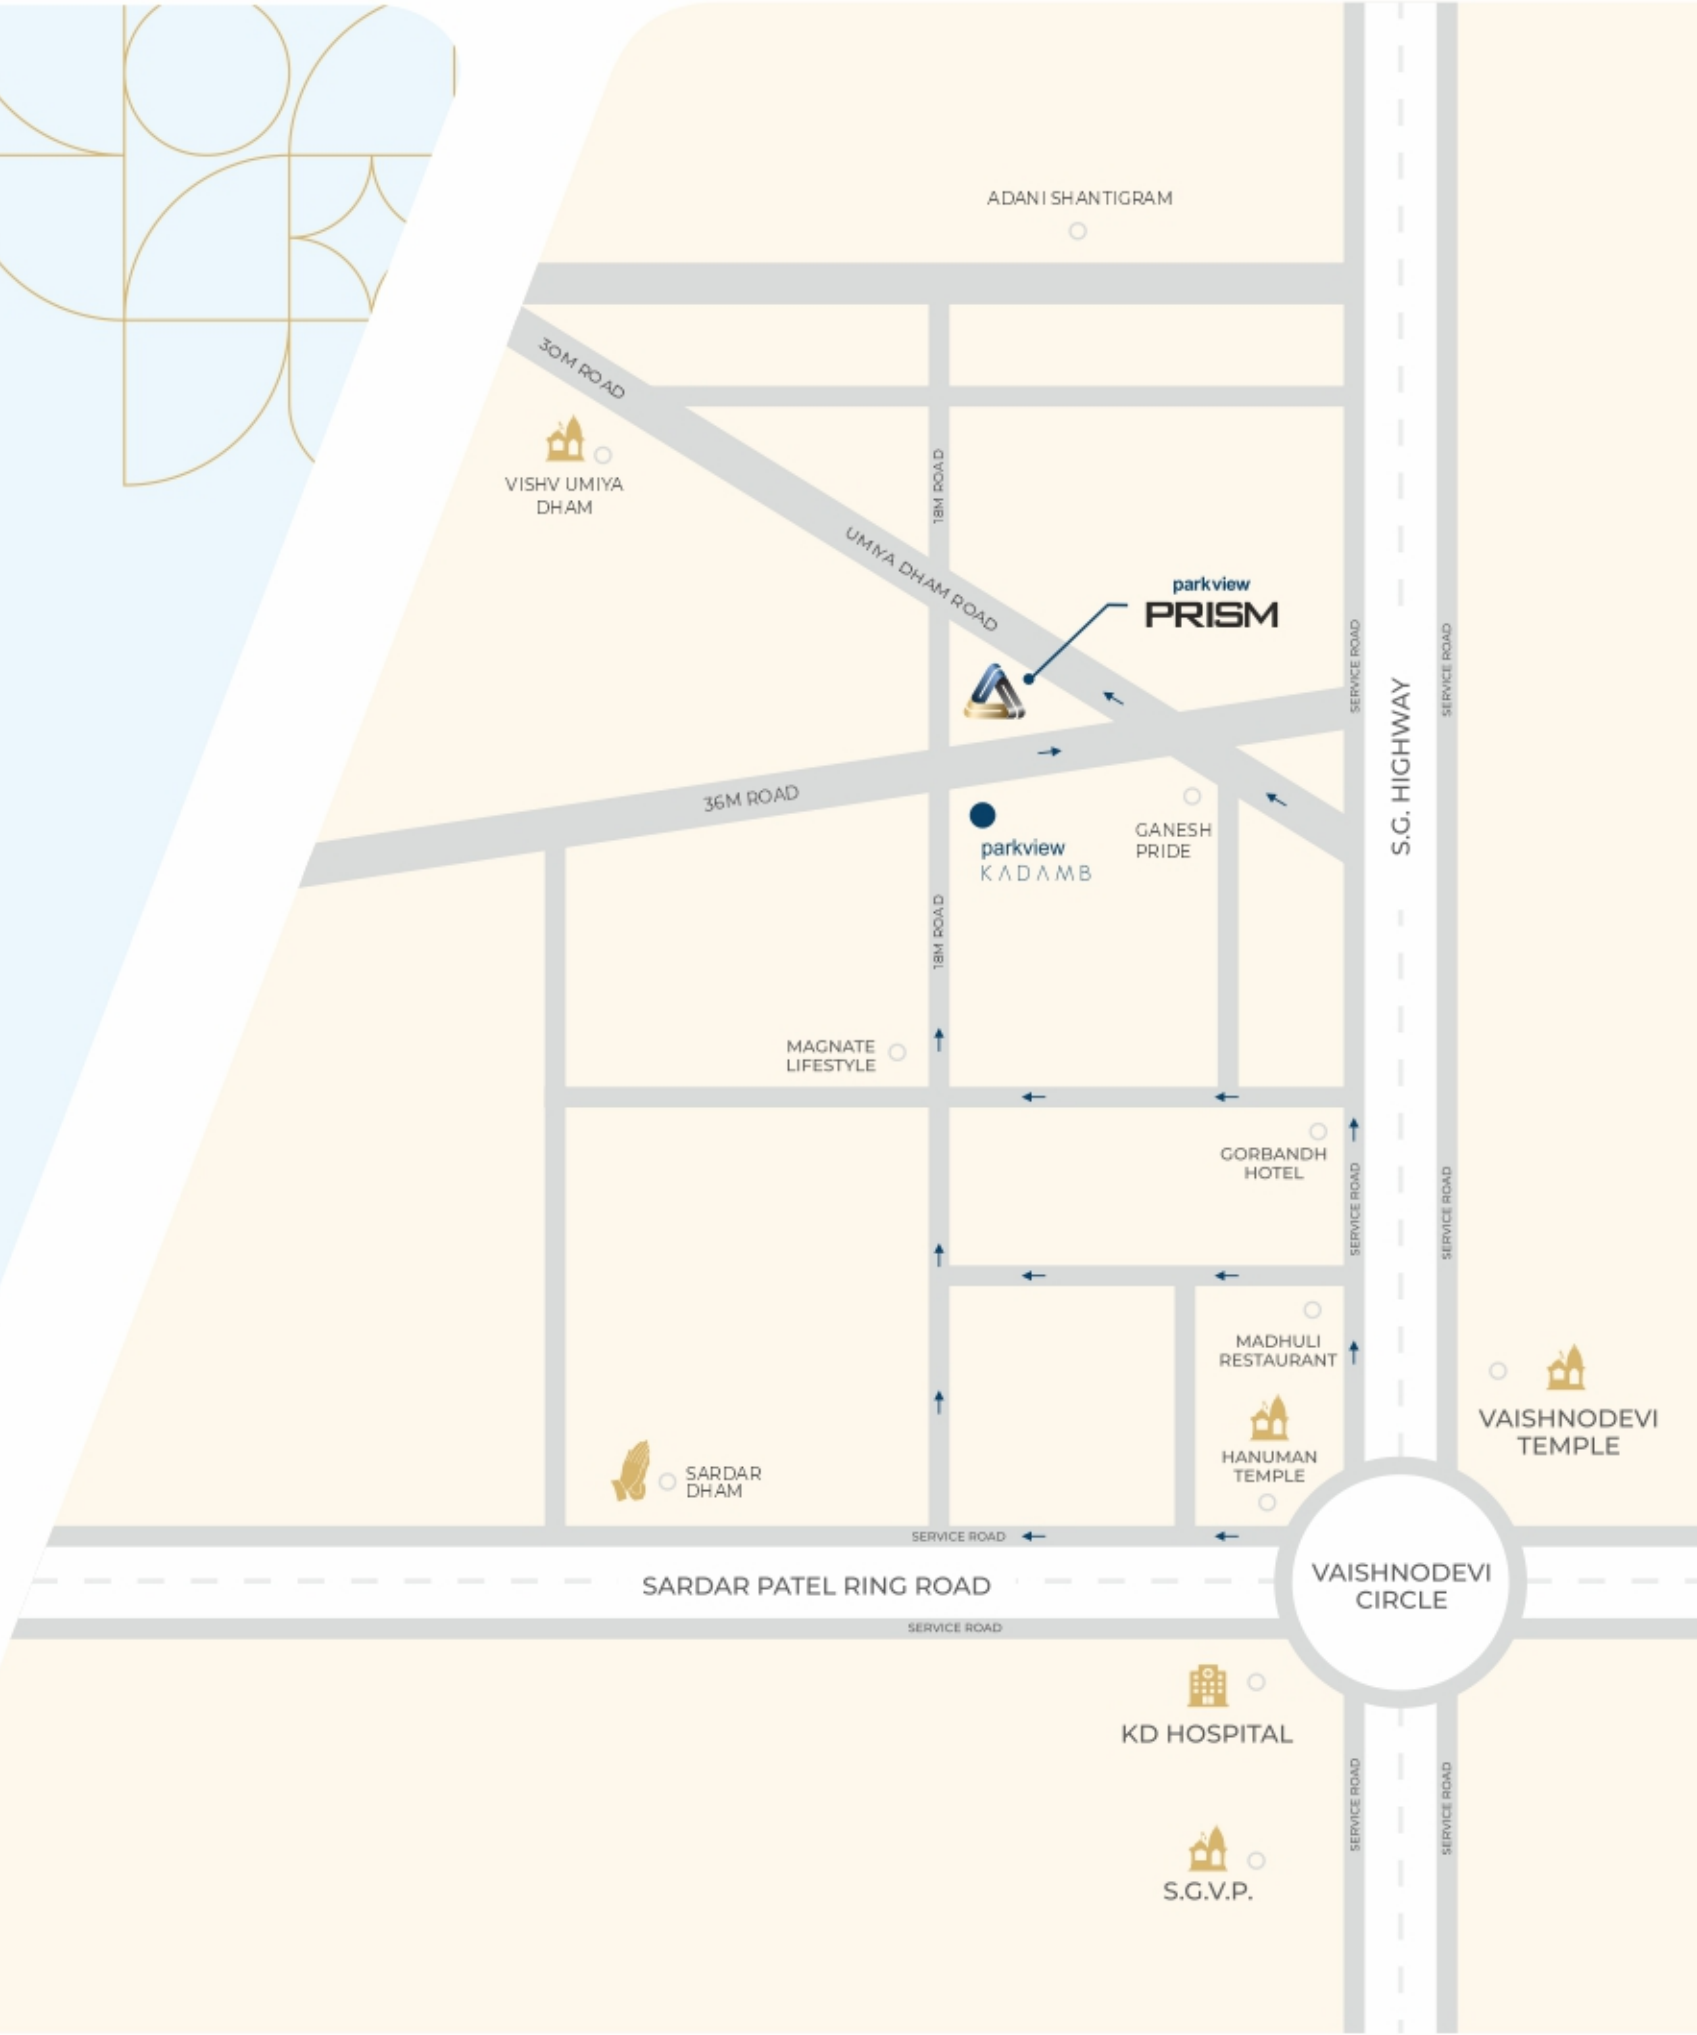 ADANI SHANTIGRAM
30M ROAD
VISHV UMIYA
DHAM
18M ROAD
UMIYA DHAM ROAD
parkview
PRISM
SERVICE ROAD
SERVICE ROAD
S.G. HIGHWAY
36M ROAD
parkview
KADAMB
GANESH
PRIDE
18M ROAD
MAGNATE
LIFESTYLE
GORBANDH
HOTEL
SERVICE ROAD
SERVICE ROAD
MADHULI
RESTAURANT
HANUMAN
TEMPLE
VAISHNODEVI
TEMPLE
SARDAR
DHAM
SERVICE ROAD
SARDAR PATEL RING ROAD
VAISHNODEVI
CIRCLE
SERVICE ROAD
KD HOSPITAL
SERVICE ROAD
SERVICE ROAD
S.G.V.P.